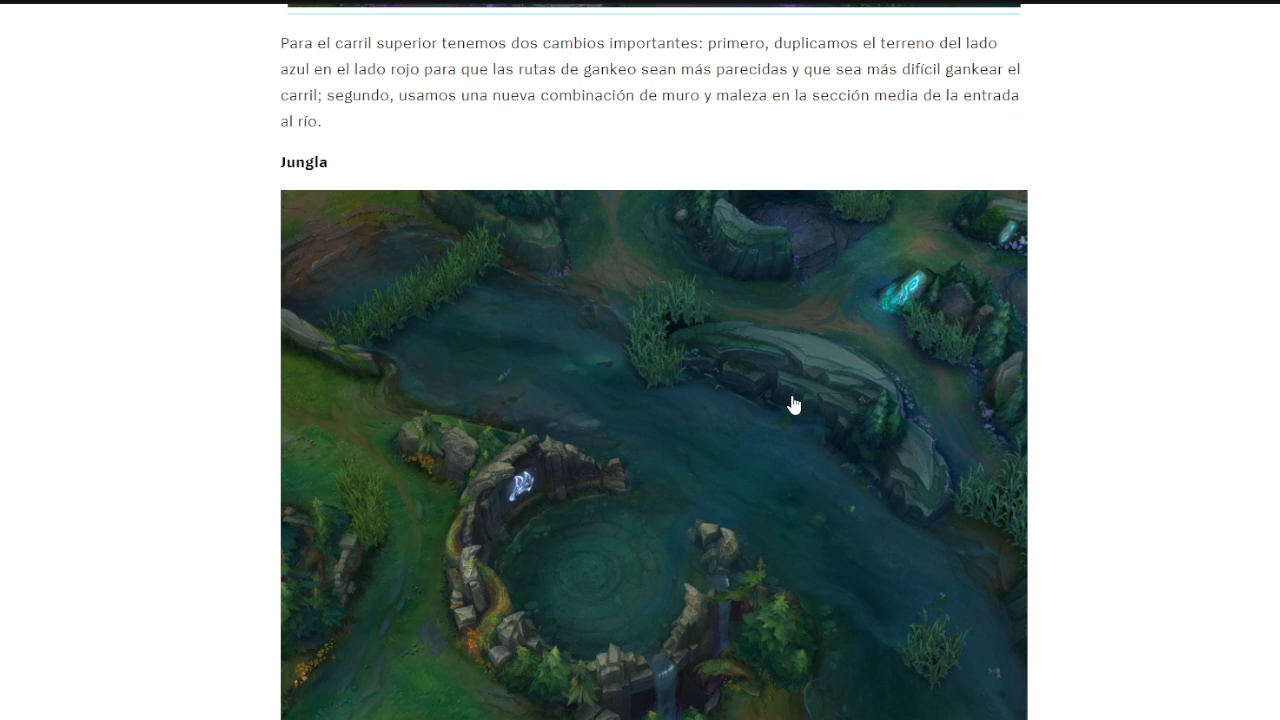 Para el carril superior tenemos dos cambios importantes: primero, duplicamos el terreno del lado
azul en el lado rojo para que las rutas de gankeo sean más parecidas y que sea más difícil gankear el
carril; segundo, usamos una nueva combinación de muro y maleza en la sección media de la entrada
al río.
Jungla